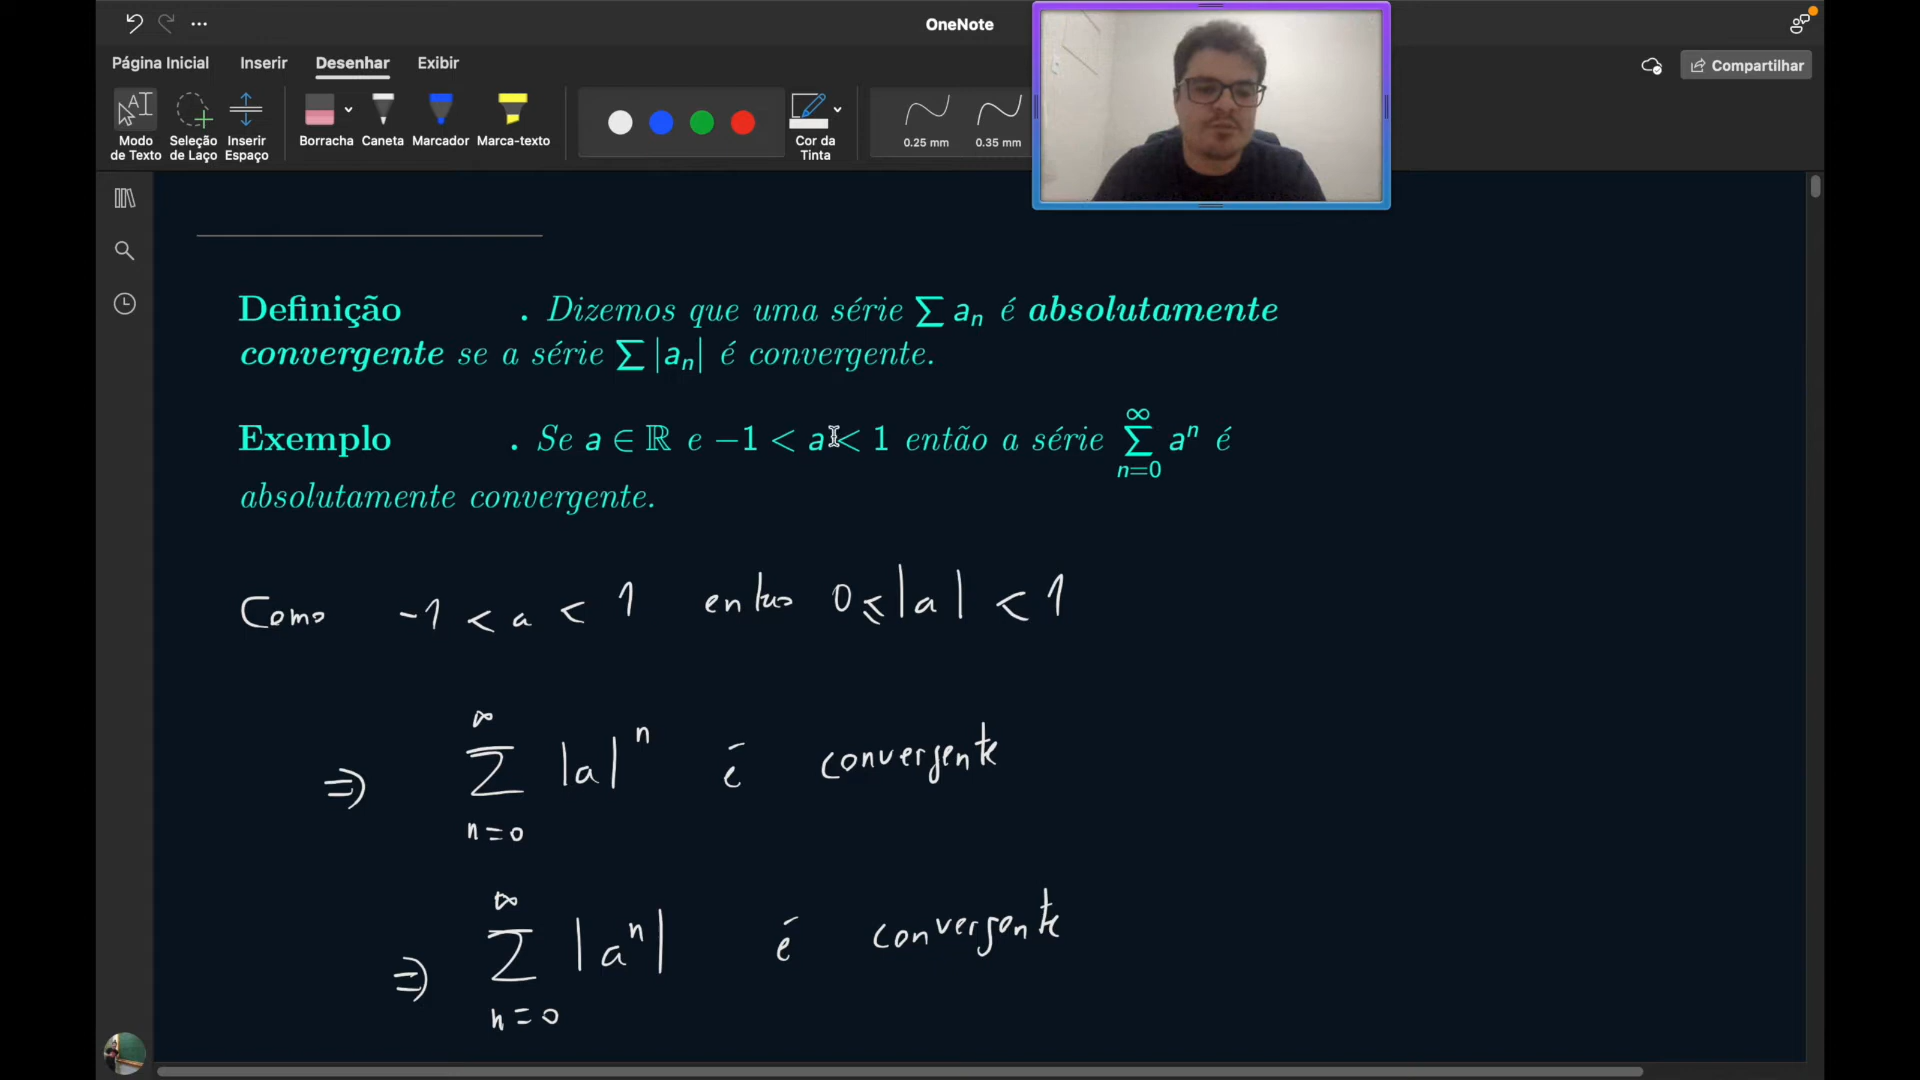 OneNote
Página Inicial Inserir Desenhar Exibir
Compartilhar
Modo de Texto Seleção de Laço Inserir Espaço Borracha Caneta Marcador Marca-texto Cor da Tinta 0.25 mm 0.35 mm
Definição . Dizemos que uma série ∑ aₙ é absolutamente
convergente se a série ∑ |aₙ| é convergente.
Exemplo . Se a ∈ ℝ e −1 < a < 1 então a série ∑_{n=0}^{∞} aⁿ é
absolutamente convergente.
Como -1 < a < 1 entao 0 ≤ |a| < 1
⇒ ∑_{n=0}^{∞} |a|ⁿ é convergente
⇒ ∑_{n=0}^{∞} |aⁿ| é convergente